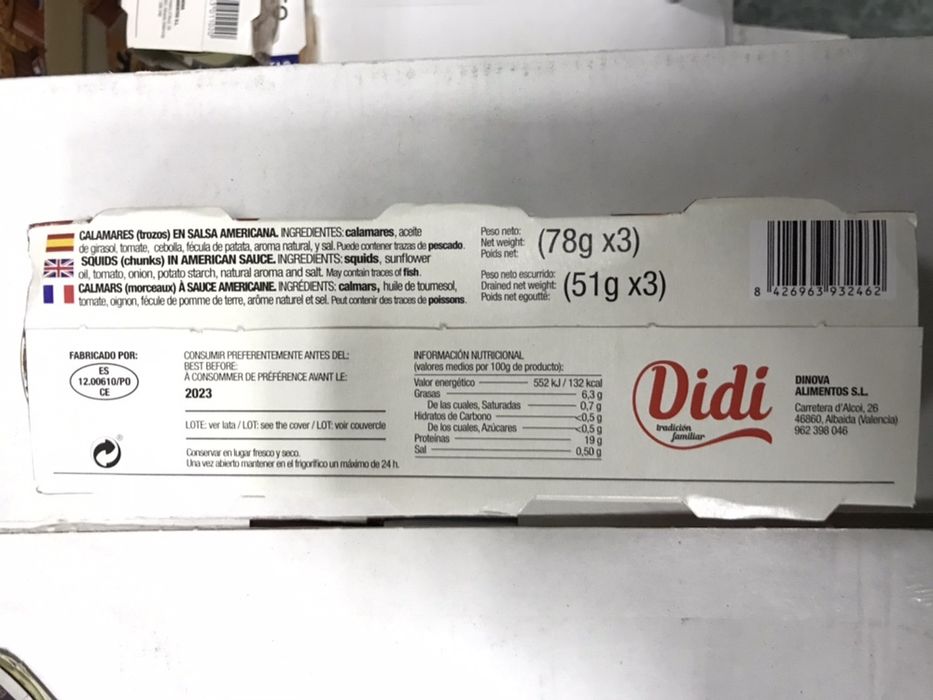 CALAMARES (trozos) EN SALSA AMERICANA. INGREDIENTES: calamares, aceite
de girasol, tomate, cebolla, fécula de patata, aroma natural, y sal. Puede contener trazas de pescado.
SQUIDS (chunks) IN AMERICAN SAUCE. INGREDIENTS: squids, sunflower
oil, tomato, onion, potato starch, natural aroma and salt. May contain traces of fish.
CALMARS (morceaux) À SAUCE AMERICAINE. INGRÉDIENTS: calmars, huile de tournesol,
tomate, oignon, fécule de pomme de terre, arôme naturel et sel. Peut contenir des traces de poissons.
Peso neto:
Net weight:
Poids net:
(78g x3)
Peso neto escurrido:
Drained net weight:
Poids net egoutté:
(51g x3)
8 426963 932462
FABRICADO POR:
ES
12.00610/PO
CE
CONSUMIR PREFERENTEMENTE ANTES DEL:
BEST BEFORE:
À CONSOMMER DE PRÉFÉRENCE AVANT LE:
2023
LOTE: ver lata / LOT: see the cover / LOT: voir couvercle
Conservar en lugar fresco y seco.
Una vez abierto mantener en el frigorífico un máximo de 24 h.
INFORMACIÓN NUTRICIONAL
(valores medios por 100g de producto):
Valor energético 552 kJ / 132 kcal
Grasas 6,3 g
De las cuales, Saturadas 0,7 g
Hidratos de Carbono <0,5 g
De los cuales, Azúcares <0,5 g
Proteínas 19 g
Sal 0,50 g
Didi
tradición
familiar
DINOVA
ALIMENTOS S.L.
Carretera d'Alcoi, 26
46860, Albaida (Valencia)
962 398 046